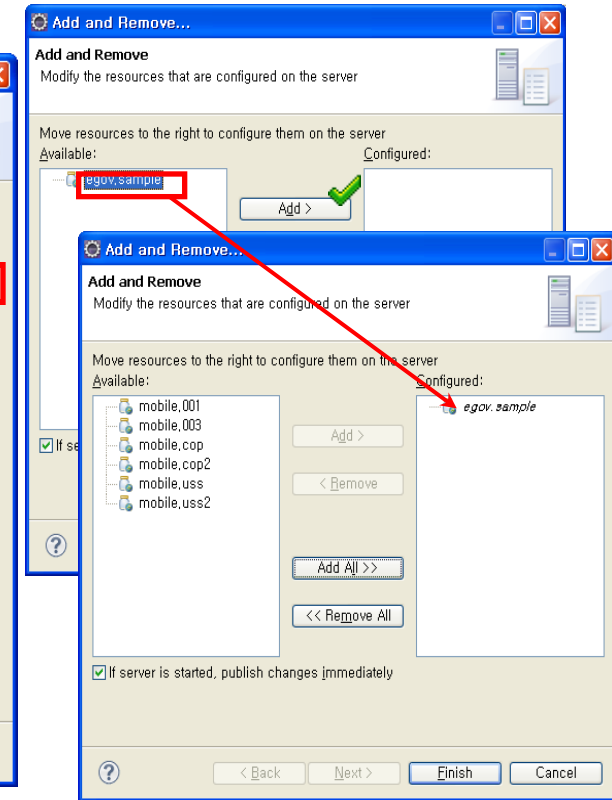 Add and Remove...
Add and Remove
Modify the resources that are configured on the server
Move resources to the right to configure them on the server
Available:
Configured:
egov,sample
Add >
If se
Add and Remove...
Add and Remove
Modify the resources that are configured on the server
Move resources to the right to configure them on the server
Available:
Configured:
mobile,001
mobile,003
mobile,cop
mobile,cop2
mobile,uss
mobile,uss2
Add >
< Remove
Add All >>
<< Remove All
egov.sample
If server is started, publish changes immediately
< Back
Next >
Finish
Cancel